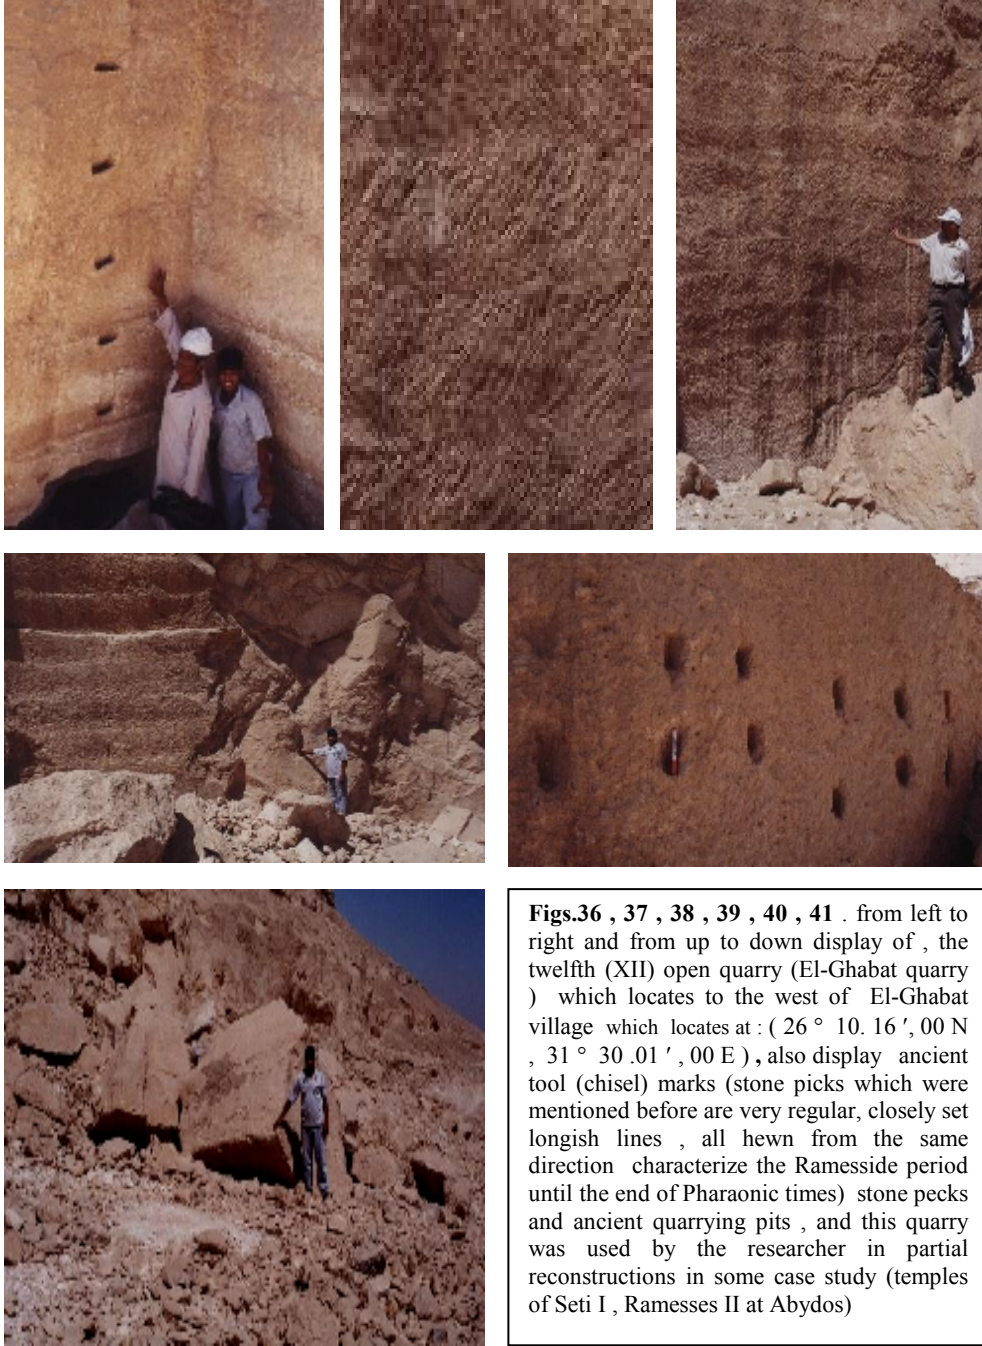 Figs.36 , 37 , 38 , 39 , 40 , 41 . from left to
right and from up to down display of , the
twelfth (XII) open quarry (El-Ghabat quarry
) which locates to the west of El-Ghabat
village which locates at : ( 26 ° 10. 16 ′, 00 N
, 31 ° 30 .01 ′ , 00 E ) , also display ancient
tool (chisel) marks (stone picks which were
mentioned before are very regular, closely set
longish lines , all hewn from the same
direction characterize the Ramesside period
until the end of Pharaonic times) stone pecks
and ancient quarrying pits , and this quarry
was used by the researcher in partial
reconstructions in some case study (temples
of Seti I , Ramesses II at Abydos)